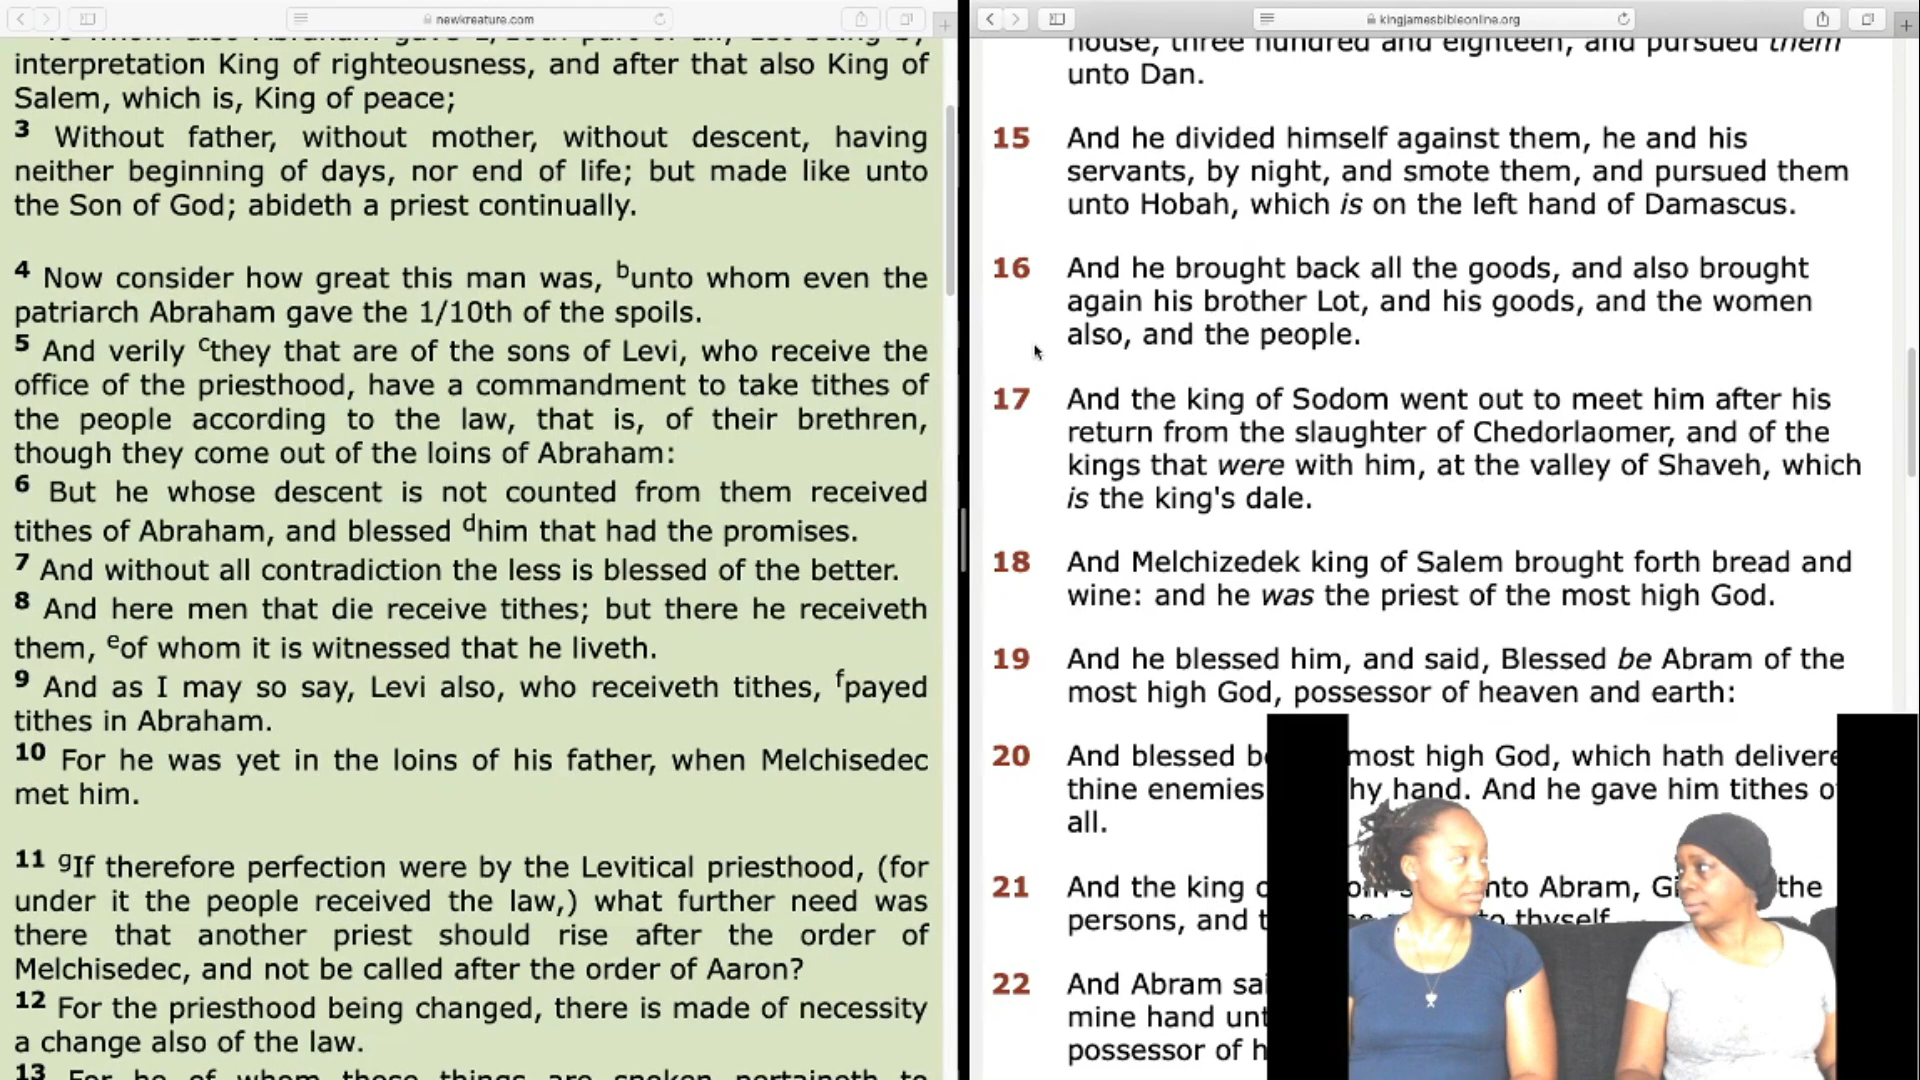 newkreature.com
interpretation King of righteousness, and after that also King of
Salem, which is, King of peace;
3 Without father, without mother, without descent, having
neither beginning of days, nor end of life; but made like unto
the Son of God; abideth a priest continually.
4 Now consider how great this man was, bunto whom even the
patriarch Abraham gave the 1/10th of the spoils.
5 And verily cthey that are of the sons of Levi, who receive the
office of the priesthood, have a commandment to take tithes of
the people according to the law, that is, of their brethren,
though they come out of the loins of Abraham:
6 But he whose descent is not counted from them received
tithes of Abraham, and blessed dhim that had the promises.
7 And without all contradiction the less is blessed of the better.
8 And here men that die receive tithes; but there he receiveth
them, eof whom it is witnessed that he liveth.
9 And as I may so say, Levi also, who receiveth tithes, fpayed
tithes in Abraham.
10 For he was yet in the loins of his father, when Melchisedec
met him.
11 gIf therefore perfection were by the Levitical priesthood, (for
under it the people received the law,) what further need was
there that another priest should rise after the order of
Melchisedec, and not be called after the order of Aaron?
12 For the priesthood being changed, there is made of necessity
a change also of the law.
13 For he of whom these things are spoken pertaineth to
kingjamesbibleonline.org
house, three hundred and eighteen, and pursued them
unto Dan.
15 And he divided himself against them, he and his
servants, by night, and smote them, and pursued them
unto Hobah, which is on the left hand of Damascus.
16 And he brought back all the goods, and also brought
again his brother Lot, and his goods, and the women
also, and the people.
17 And the king of Sodom went out to meet him after his
return from the slaughter of Chedorlaomer, and of the
kings that were with him, at the valley of Shaveh, which
is the king's dale.
18 And Melchizedek king of Salem brought forth bread and
wine: and he was the priest of the most high God.
19 And he blessed him, and said, Blessed be Abram of the
most high God, possessor of heaven and earth:
20 And blessed most high God, which hath
thine enemies hand. And he gave him tithes
all.
21 And the king Abram, the
persons, and thyself
22 And Abram
mine hand
possessor of